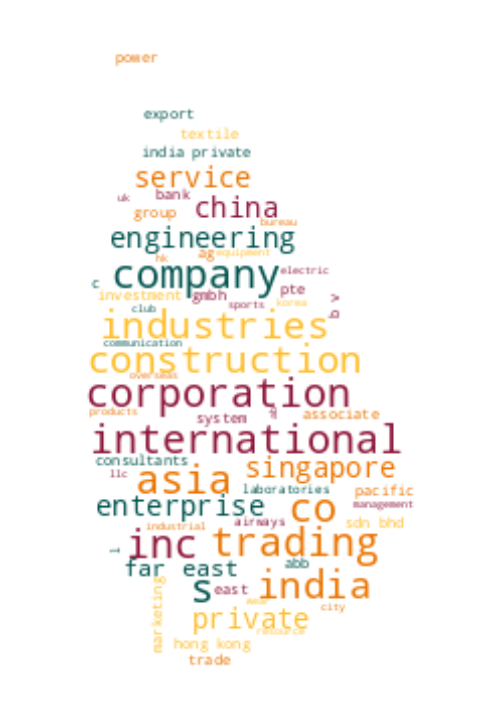 power
export
textile
india private
service
uk bank
group china
bureau
engineering
hk ag equipment
company electric
c pte
investment gmbh
club sports korea
b v
industries
communication
construction
overseas
corporation
products system associate
international
consultants singapore
llc asia
laboratories pacific
enterprise co management
industrial airways sdn bhd
inc trading
l
far east abb
s east india
marketing
city
private
resource
hong kong
trade